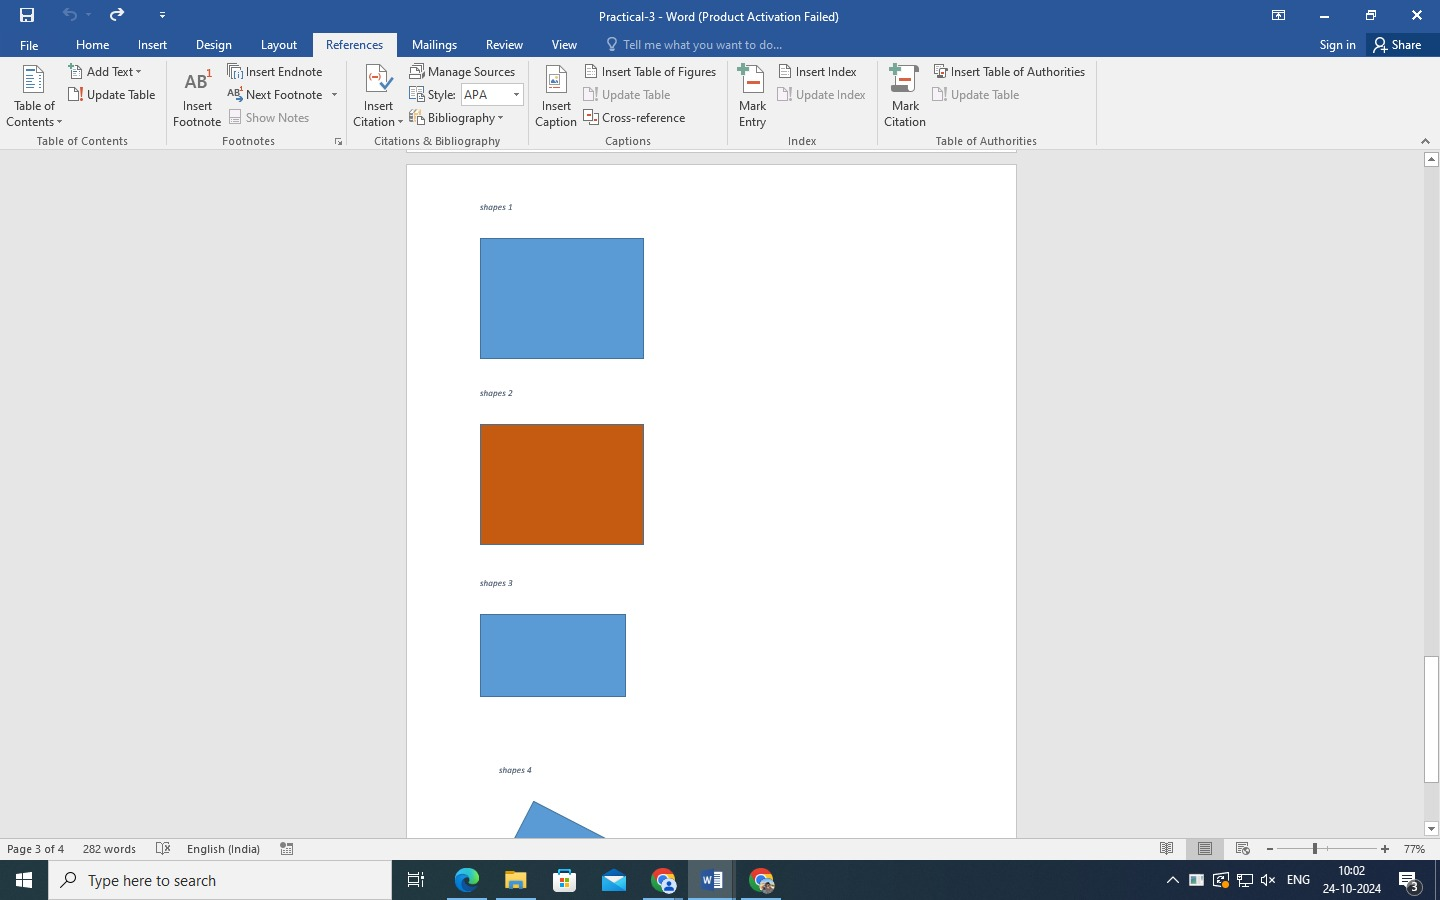 Practical-3 - Word (Product Activation Failed)
File Home Insert Design Layout References Mailings Review View Tell me what you want to do... Sign in Share
Table of Contents
Add Text
Update Table
Table of Contents
AB1
Insert Footnote
Insert Endnote
AB1 Next Footnote
Show Notes
Footnotes
Insert Citation
Manage Sources
Style: APA
Bibliography
Citations & Bibliography
Insert Caption
Insert Table of Figures
Update Table
Cross-reference
Captions
Mark Entry
Insert Index
Update Index
Index
Mark Citation
Insert Table of Authorities
Update Table
Table of Authorities
shapes 1
shapes 2
shapes 3
shapes 4
Page 3 of 4 282 words English (India) 77%
Type here to search
W
ENG
10:02
24-10-2024
3